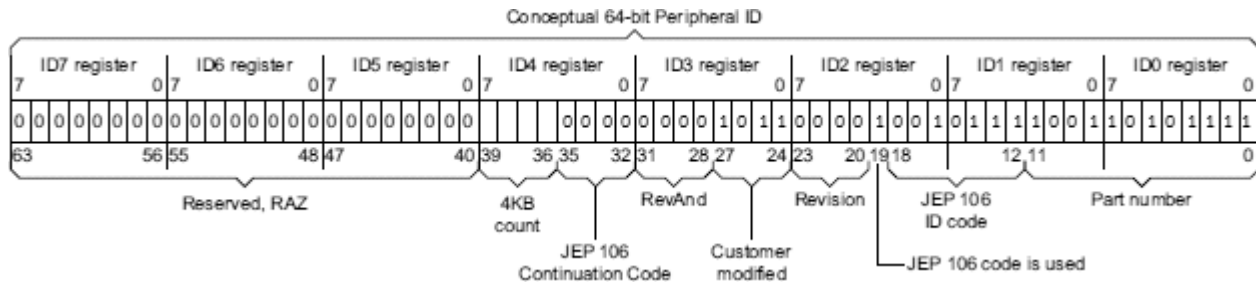 Conceptual 64-bit Peripheral ID
ID7 register ID6 register ID5 register ID4 register ID3 register ID2 register ID1 register ID0 register
7 0 7 0 7 0 7 0 7 0 7 0 7 0 7 0
0 0 0 0 0 0 0 0 0 0 0 0 0 0 0 0 0 0 0 0 0 0 0 0 0 0 0 0 0 0 0 0 1 0 1 1 0 0 0 0 1 0 0 1 0 1 1 1 1 0 0 1 1 0 1 0 1 1 1 1
63 56 55 48 47 40 39 36 35 32 31 28 27 24 23 20 19 18 12 11 0
Reserved, RAZ
4KB
count
RevAnd
Revision
JEP 106
ID code
Part number
JEP 106
Continuation Code
Customer
modified
JEP 106 code is used